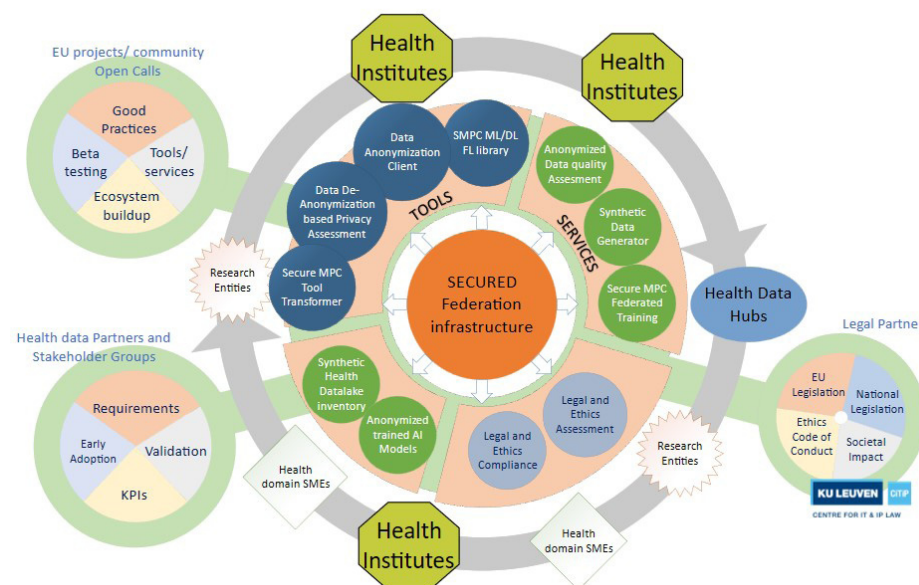 EU projects/ community
Open Calls
Good
Practices
Beta
testing
Tools/
services
Ecosystem
buildup
Health
Institutes
Health
Institutes
Data
Anonymization
Client
SMPC ML/DL
FL library
Data De-
Anonymization
based Privacy
Assessment
Secure MPC
Tool
Transformer
TOOLS
Anonymized
Data quality
Assesment
Synthetic
Data
Generator
Secure MPC
Federated
Training
SERVICES
SECURED
Federation
infrastructure
Research
Entities
Health Data
Hubs
Health data Partners and
Stakeholder Groups
Requirements
Early
Adoption
Validation
KPIs
Synthetic
Health
Datalake
inventory
Anonymized
trained AI
Models
Legal and
Ethics
Compliance
Legal and
Ethics
Assessment
Legal Partne
EU
Legislation
National
Legislation
Ethics
Code of
Conduct
Societal
Impact
Research
Entities
Health
domain SMEs
Health
Institutes
Health
domain SMEs
KU LEUVEN
CITIP
CENTRE FOR IT & IP LAW